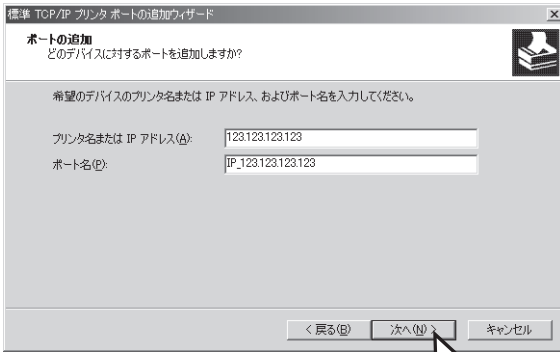 標準 TCP/IP プリンタ ポートの追加ウィザード
ポートの追加
どのデバイスに対するポートを追加しますか?
希望のデバイスのプリンタ名または IP アドレス、およびポート名を入力してください。
プリンタ名または IP アドレス(A): 123.123.123.123
ポート名(P): IP_123.123.123.123
< 戻る(B) 次へ(N) > キャンセル